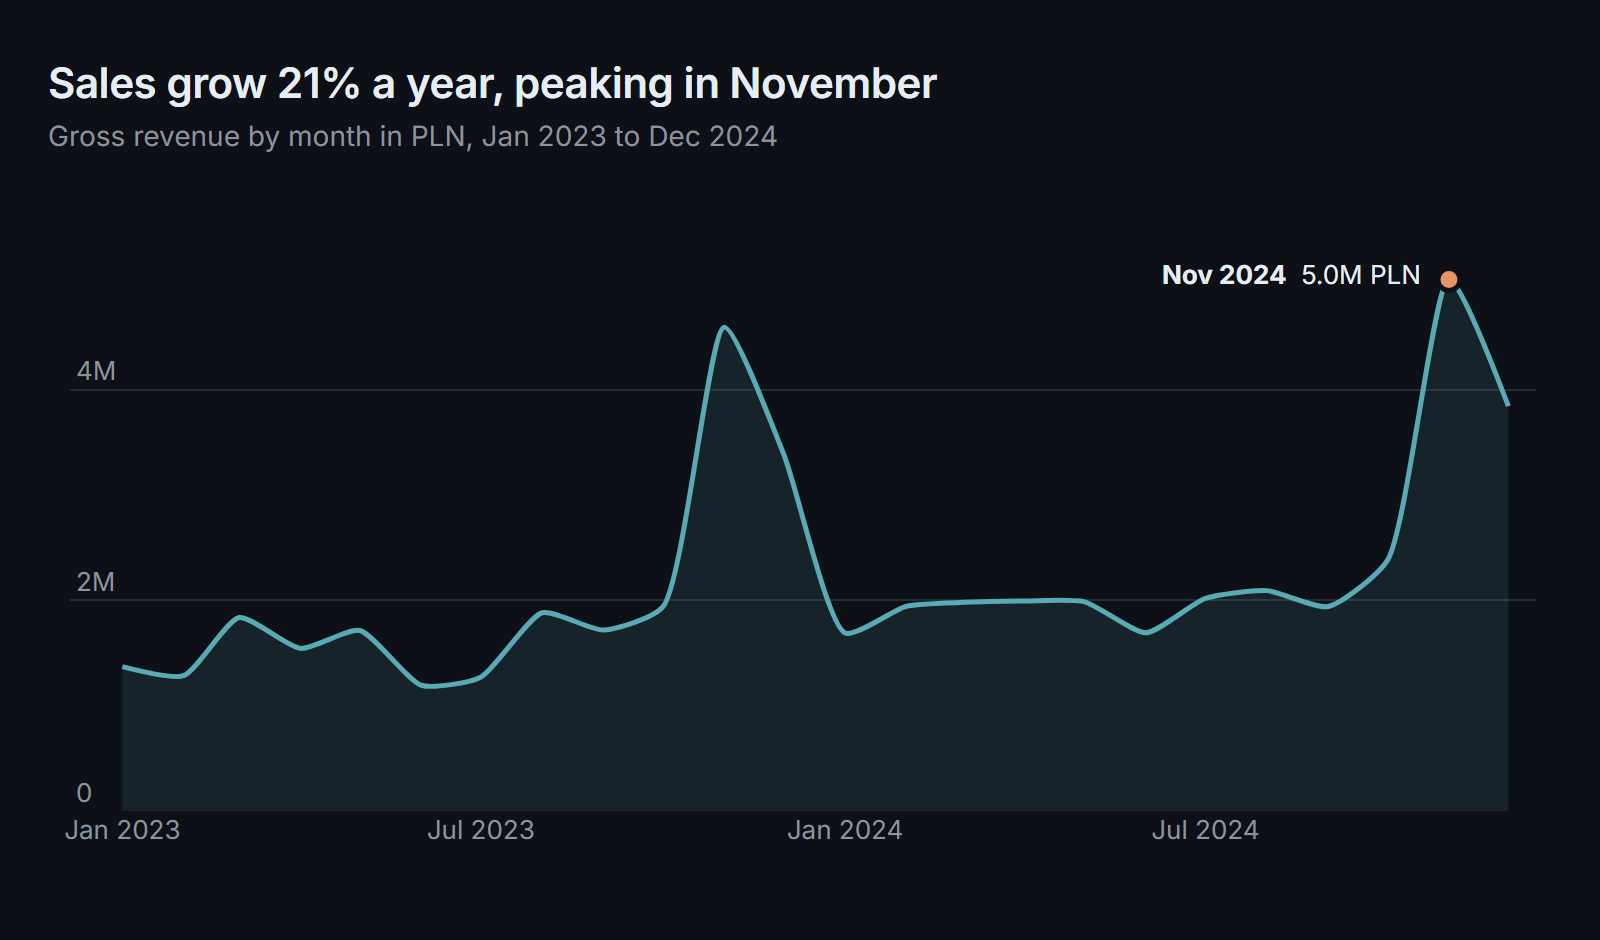 Sales grow 21% a year, peaking in November
Gross revenue by month in PLN, Jan 2023 to Dec 2024
Nov 2024 5.0M PLN
4M
2M
0
Jan 2023 Jul 2023 Jan 2024 Jul 2024